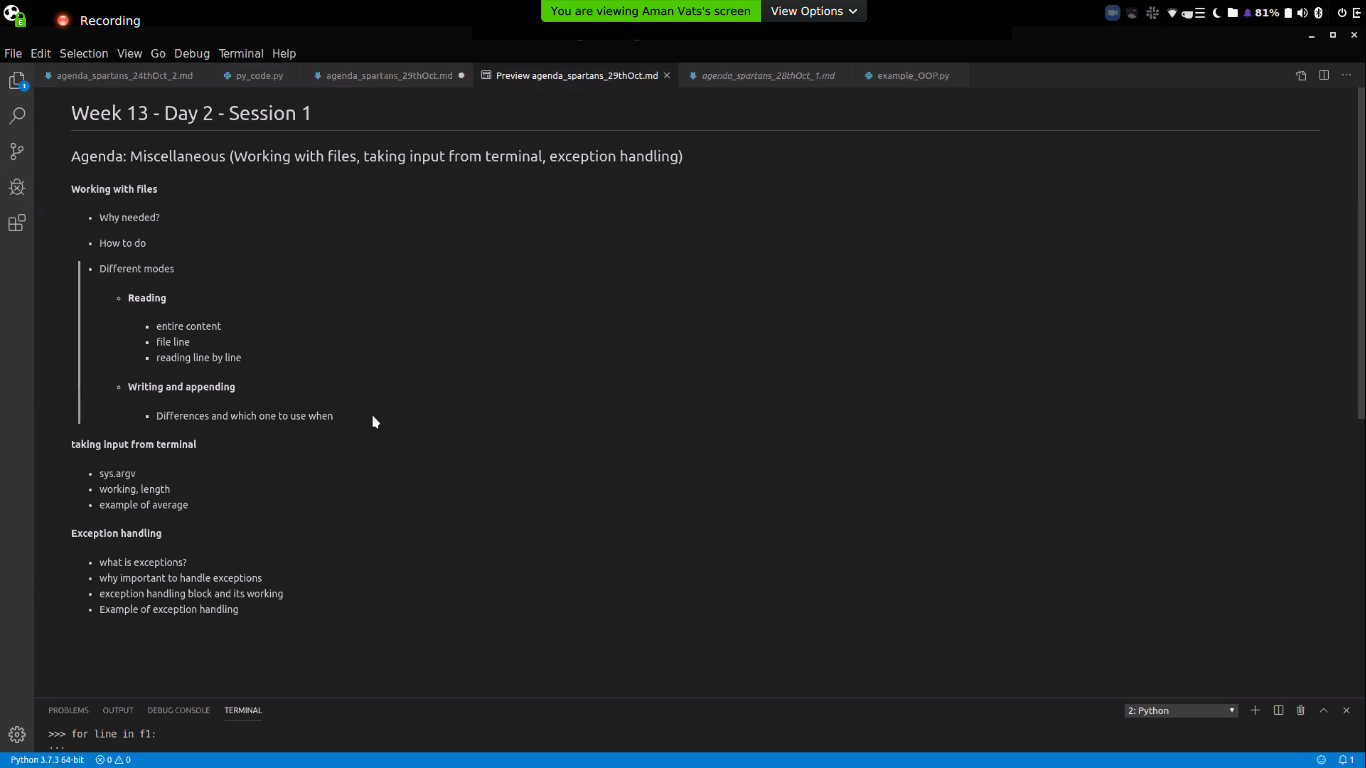 You are viewing Aman Vats's screen
View Options
Recording
E
81%
File Edit Selection View Go Debug Terminal Help
agenda_spartans_24thOct_2.md
py_code.py
agenda_spartans_29thOct.md
Preview agenda_spartans_29thOct.md
agenda_spartans_28thOct_1.md
example_OOP.py
1
Week 13 - Day 2 - Session 1
Agenda: Miscellaneous (Working with files, taking input from terminal, exception handling)
Working with files
• Why needed?
• How to do
• Different modes
◦ Reading
▪ entire content
▪ file line
▪ reading line by line
◦ Writing and appending
▪ Differences and which one to use when
taking input from terminal
• sys.argv
• working, length
• example of average
Exception handling
• what is exceptions?
• why important to handle exceptions
• exception handling block and its working
• Example of exception handling
PROBLEMS OUTPUT DEBUG CONSOLE TERMINAL
2: Python
>>> for line in f1:
...
Python 3.7.3 64-bit
0 0
1